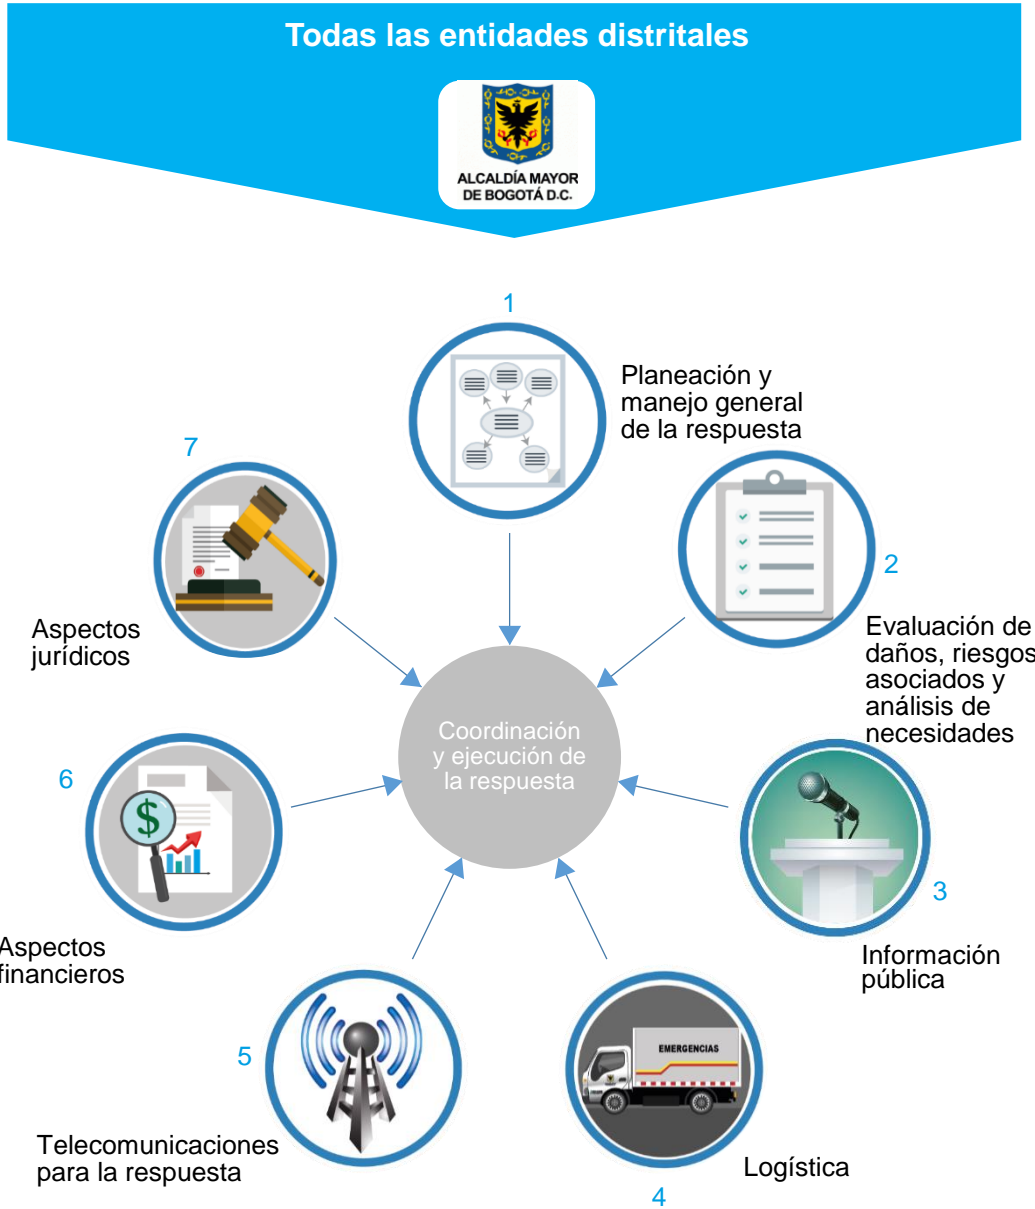 Todas las entidades distritales
ALCALDÍA MAYOR
DE BOGOTÁ D.C.
1
Planeación y
manejo general
de la respuesta
2
Evaluación de
daños, riesgos
asociados y
análisis de
necesidades
3
Información
pública
4
Logística
EMERGENCIAS
5
Telecomunicaciones
para la respuesta
6
Aspectos
financieros
7
Aspectos
jurídicos
Coordinación
y ejecución de
la respuesta